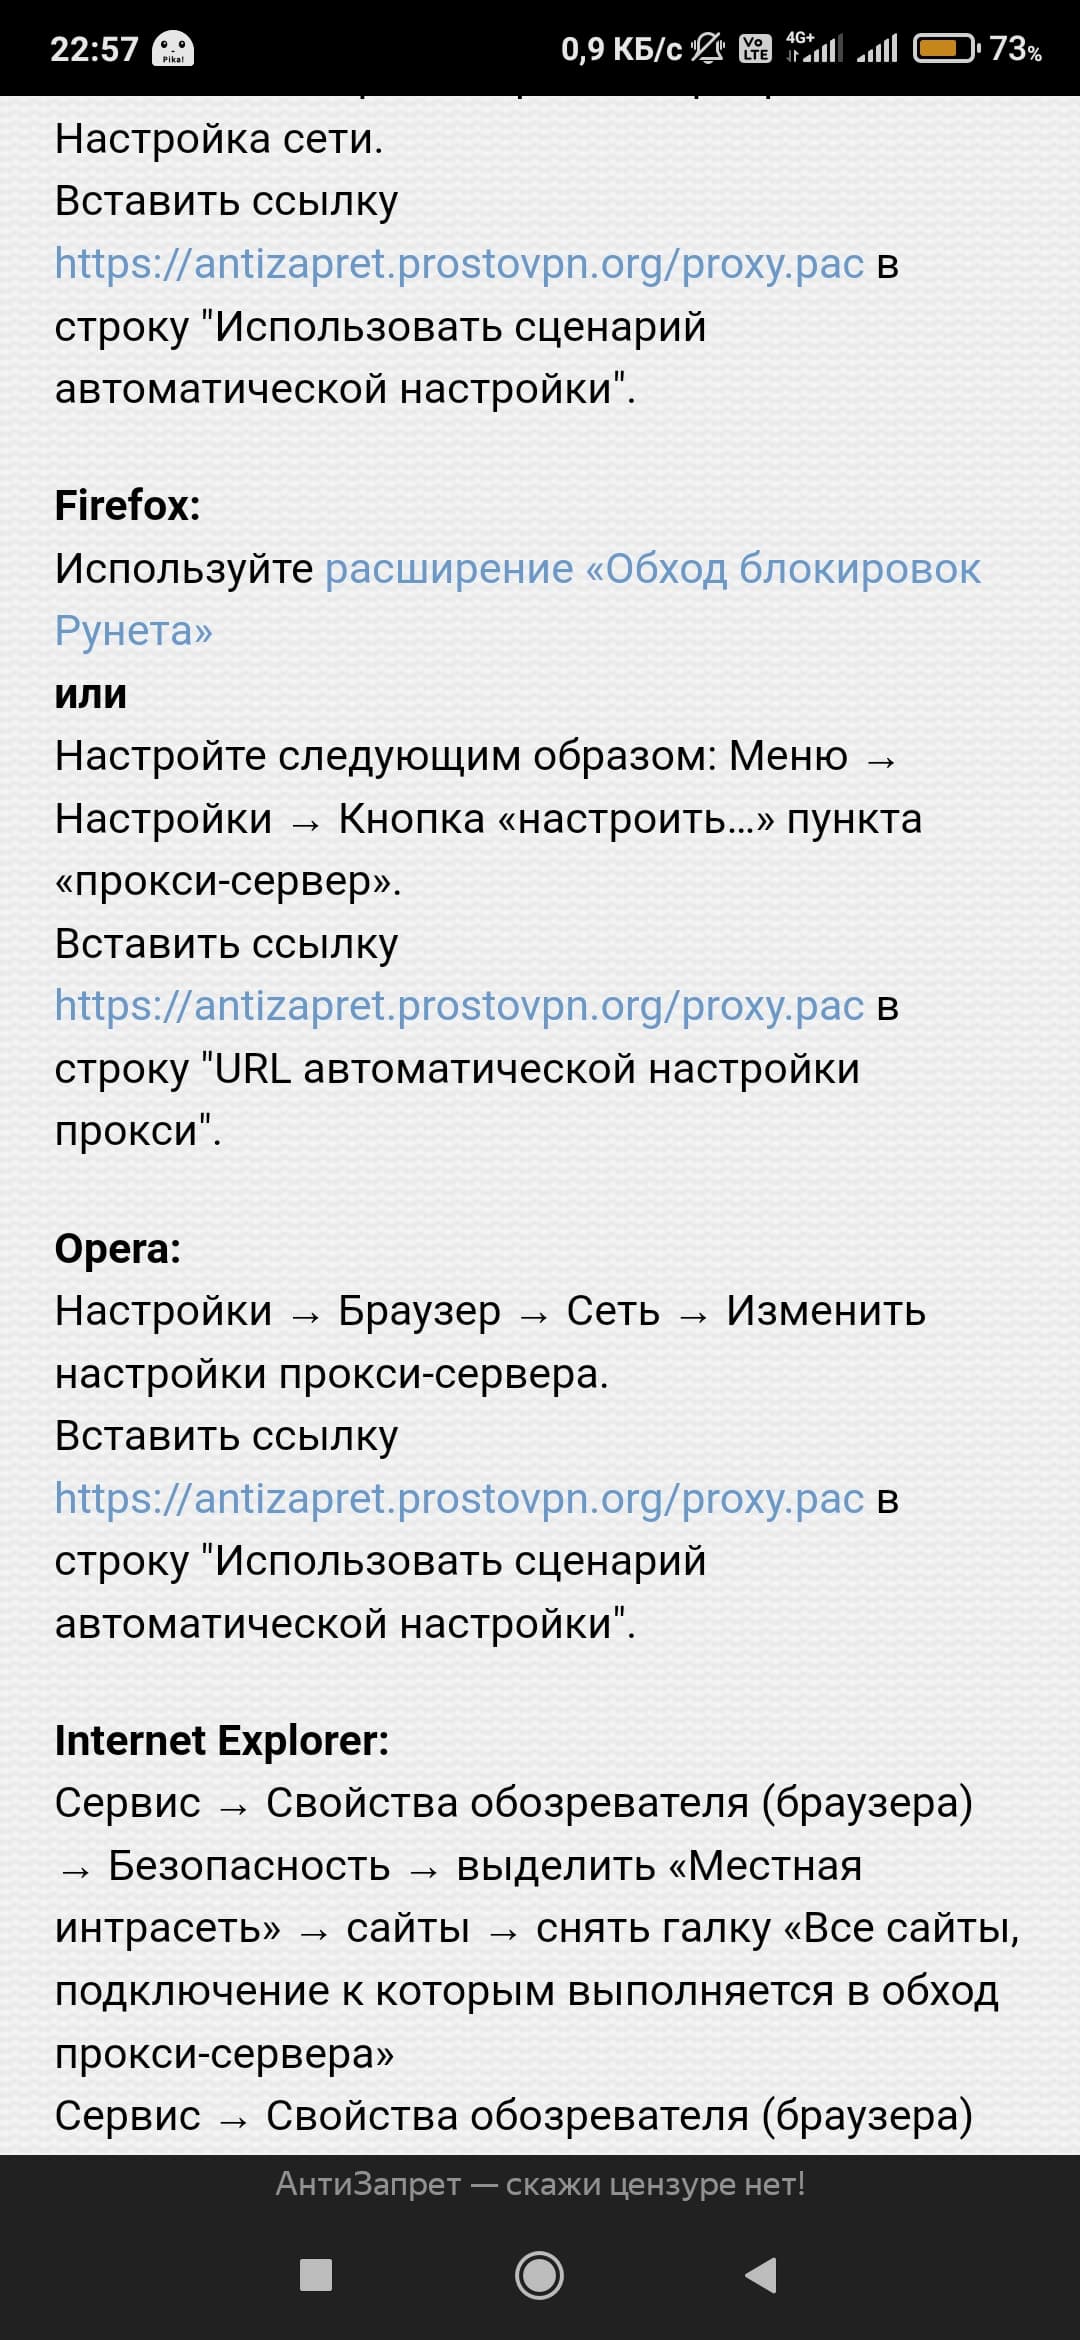 22:57
Pika!
0,9 КБ/с
Vo
LTE
4G+
73%
Настройка сети.
Вставить ссылку
https://antizapret.prostovpn.org/proxy.pac в
строку "Использовать сценарий
автоматической настройки".
Firefox:
Используйте расширение «Обход блокировок
Рунета»
или
Настройте следующим образом: Меню →
Настройки → Кнопка «настроить...» пункта
«прокси-сервер».
Вставить ссылку
https://antizapret.prostovpn.org/proxy.pac в
строку "URL автоматической настройки
прокси".
Opera:
Настройки → Браузер → Сеть → Изменить
настройки прокси-сервера.
Вставить ссылку
https://antizapret.prostovpn.org/proxy.pac в
строку "Использовать сценарий
автоматической настройки".
Internet Explorer:
Сервис → Свойства обозревателя (браузера)
→ Безопасность → выделить «Местная
интрасеть» → сайты → снять галку «Все сайты,
подключение к которым выполняется в обход
прокси-сервера»
Сервис → Свойства обозревателя (браузера)
АнтиЗапрет — скажи цензуре нет!